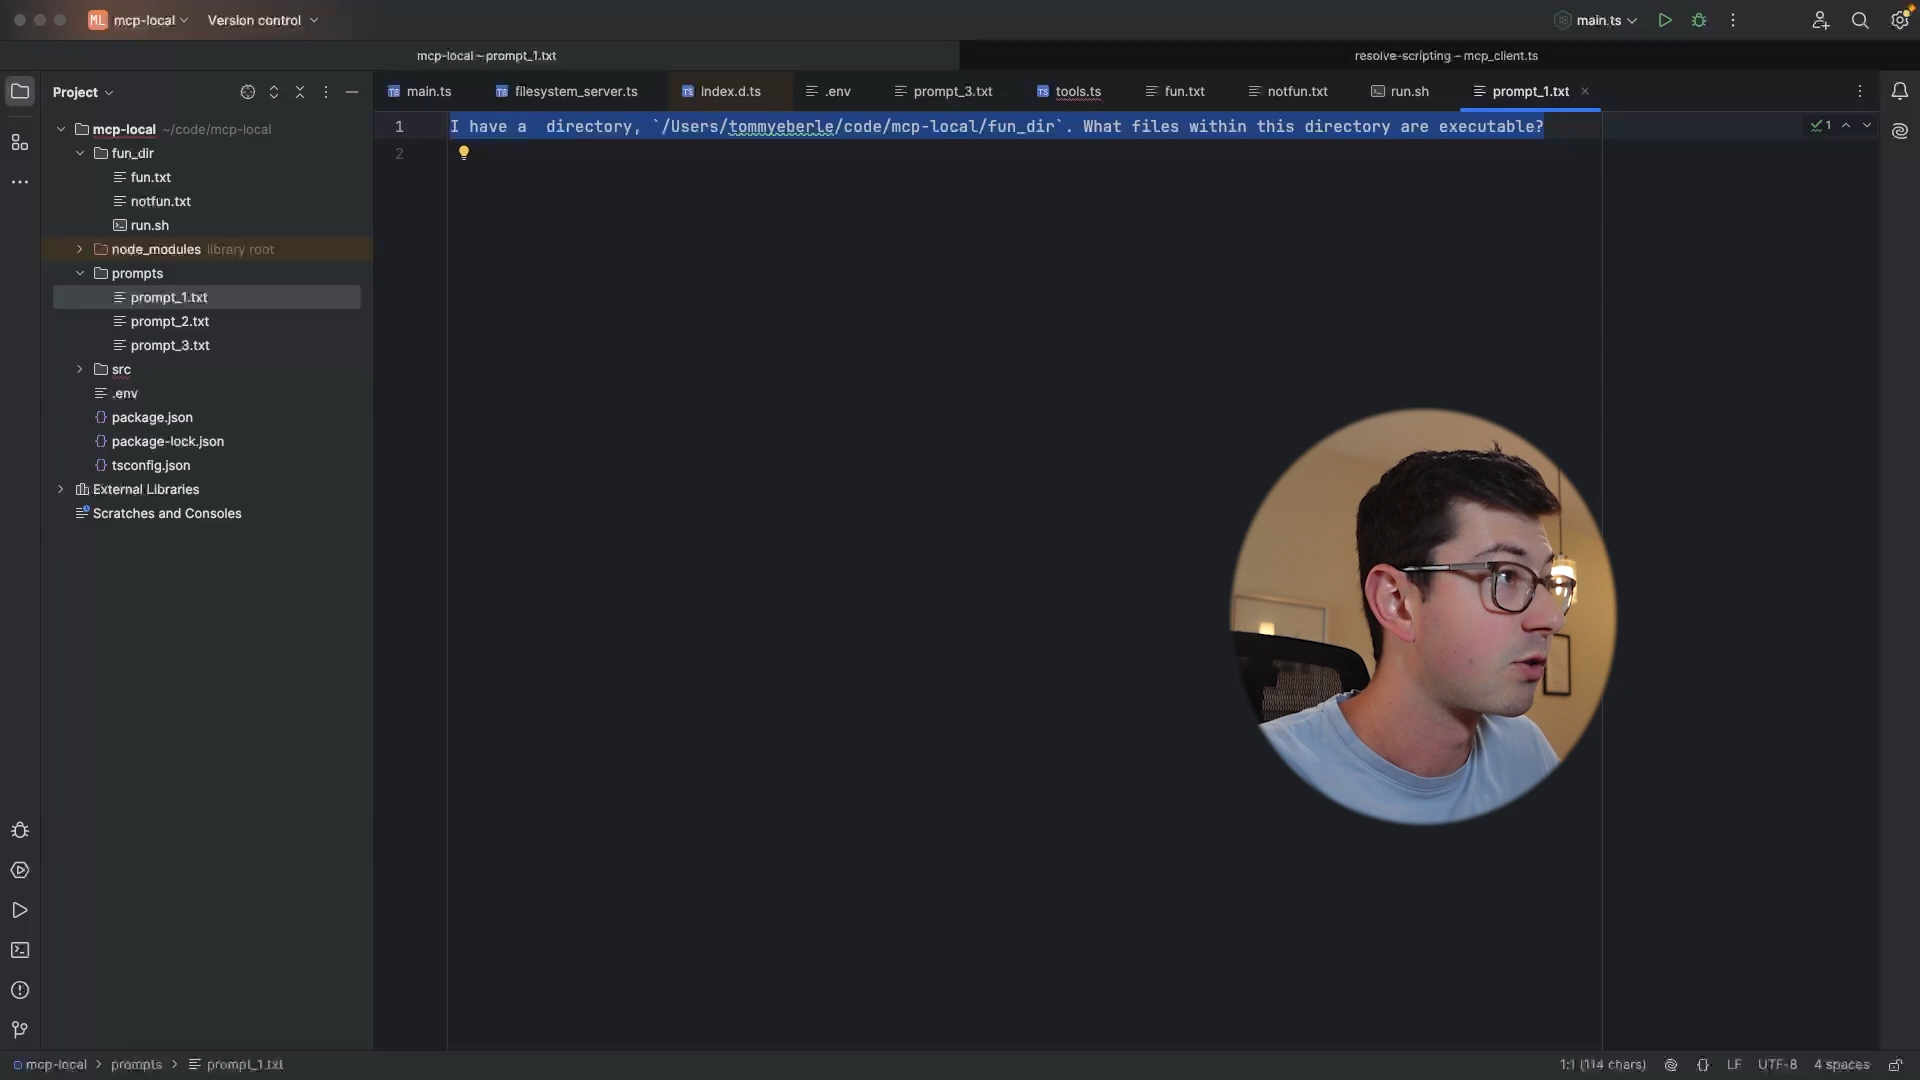 ML mcp-local Version control main.ts
mcp-local – prompt_1.txt resolve-scripting – mcp_client.ts
Project main.ts filesystem_server.ts index.d.ts .env prompt_3.txt tools.ts fun.txt notfun.txt run.sh prompt_1.txt
mcp-local ~/code/mcp-local
fun_dir
fun.txt
notfun.txt
run.sh
node_modules library root
prompts
prompt_1.txt
prompt_2.txt
prompt_3.txt
src
.env
package.json
package-lock.json
tsconfig.json
External Libraries
Scratches and Consoles
1 I have a  directory, `/Users/tommyeberle/code/mcp-local/fun_dir`. What files within this directory are executable? 1
2
mcp-local prompts prompt_1.txt 1:1 (114 chars) LF UTF-8 4 spaces